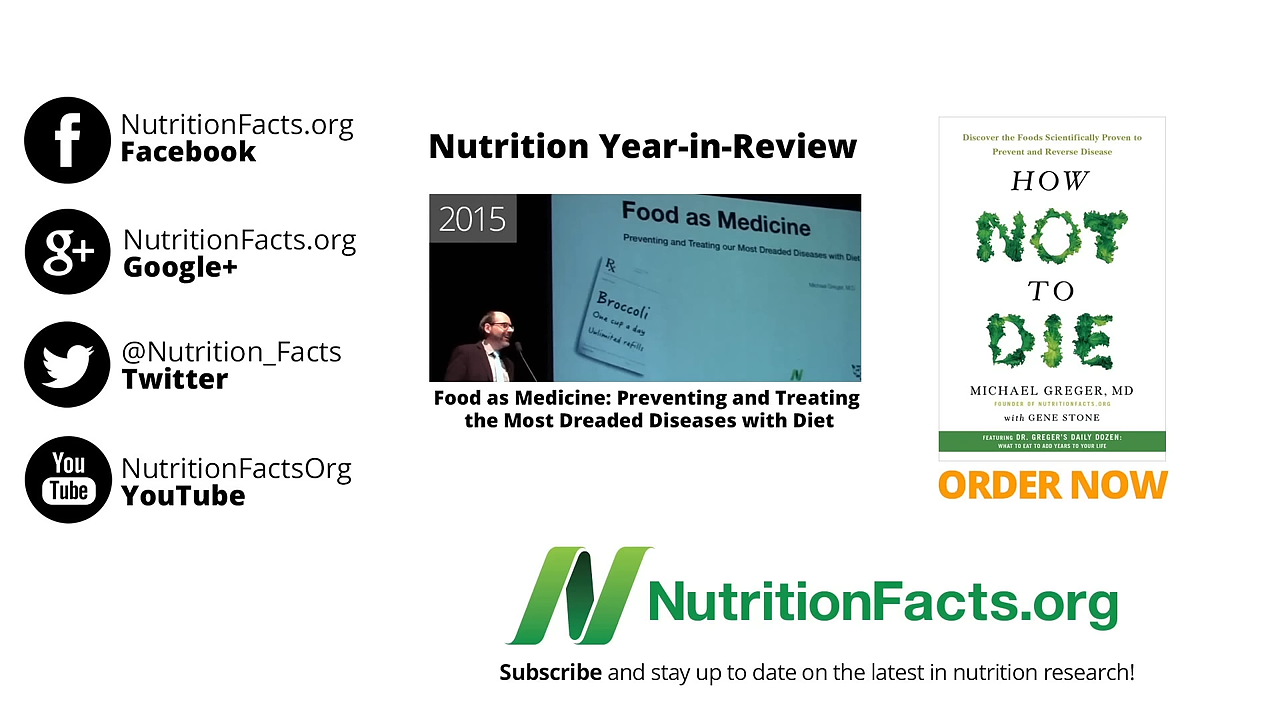 f
NutritionFacts.org
Facebook
g+
NutritionFacts.org
Google+
@Nutrition_Facts
Twitter
You
Tube
NutritionFactsOrg
YouTube
Nutrition Year-in-Review
2015
Food as Medicine
Preventing and Treating our Most Dreaded Diseases with Diet
Michael Greger, M.D.
Rx
Broccoli
One cup a day
Unlimited refills
Food as Medicine: Preventing and Treating
the Most Dreaded Diseases with Diet
Discover the Foods Scientifically Proven to
Prevent and Reverse Disease
HOW
NOT
TO
DIE
MICHAEL GREGER, MD
FOUNDER OF NUTRITIONFACTS.ORG
with GENE STONE
FEATURING DR. GREGER'S DAILY DOZEN:
WHAT TO EAT TO ADD YEARS TO YOUR LIFE
ORDER NOW
NutritionFacts.org
Subscribe and stay up to date on the latest in nutrition research!